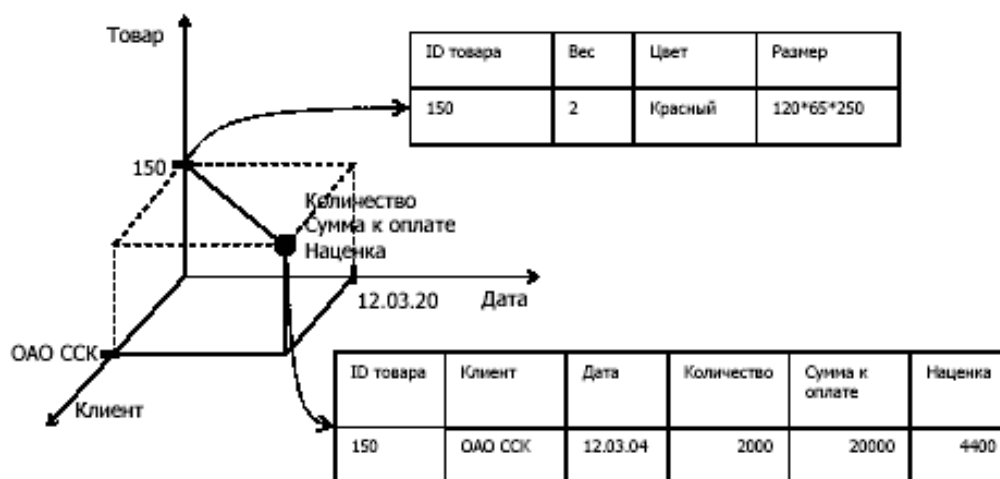 Товар
ID товара Вес Цвет Размер
150 2 Красный 120*65*250
150
Количество
Сумма к оплате
Наценка
12.03.20 Дата
ОАО ССК
Клиент
ID товара Клиент Дата Количество Сумма к Наценка
оплате
150 ОАО ССК 12.03.04 2000 20000 4400